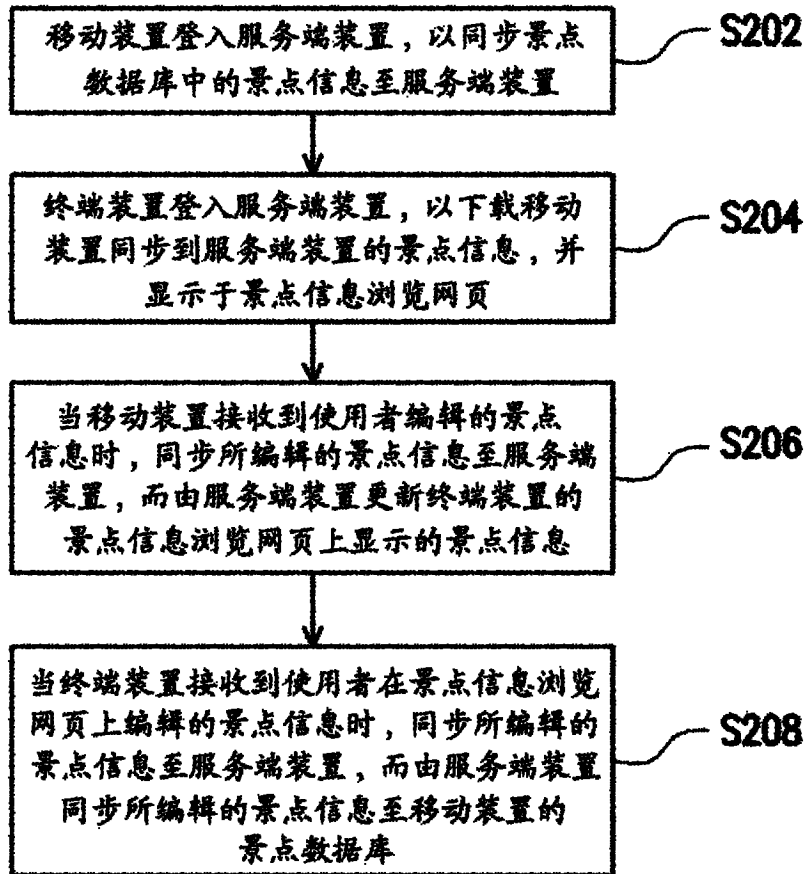 移动装置登入服务端装置，以同步景点
数据库中的景点信息至服务端装置
S202
终端装置登入服务端装置，以下载移动
装置同步到服务端装置的景点信息，并
显示于景点信息浏览网页
S204
当移动装置接收到使用者编辑的景点
信息时，同步所编辑的景点信息至服务端
装置，而由服务端装置更新终端装置的
景点信息浏览网页上显示的景点信息
S206
当终端装置接收到使用者在景点信息浏览
网页上编辑的景点信息时，同步所编辑的
景点信息至服务端装置，而由服务端装置
同步所编辑的景点信息至移动装置的
景点数据库
S208